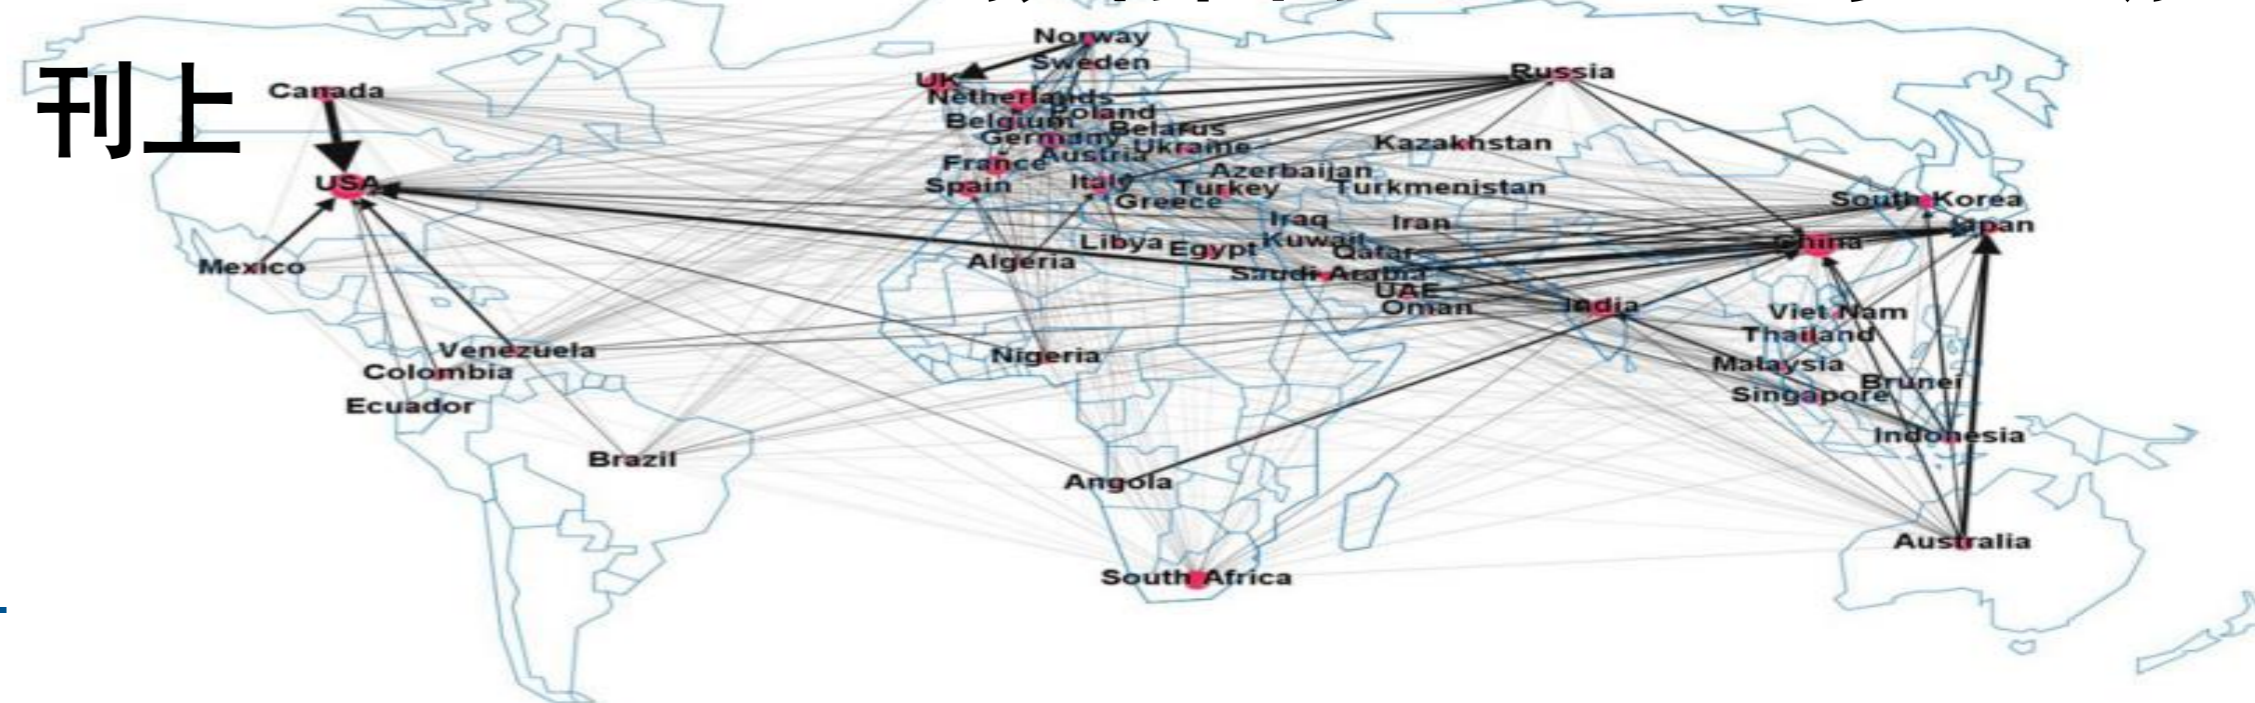 刊上
Norway
Canada
Sweden
Russia
UK
Netherlands
Poland
Belgium
Belarus
Germany
Ukraine
Kazakhstan
Austria
France
Azerbaijan
USA
Spain
Italy
Turkey
Turkmenistan
Greece
South Korea
Iraq
Iran
Japan
Libya
Egypt
Kuwait
Qatar
China
Mexico
Algeria
Saudi Arabia
UAE
Oman
India
Viet Nam
Thailand
Venezuela
Nigeria
Malaysia
Colombia
Brunei
Singapore
Ecuador
Indonesia
Brazil
Angola
Australia
South Africa